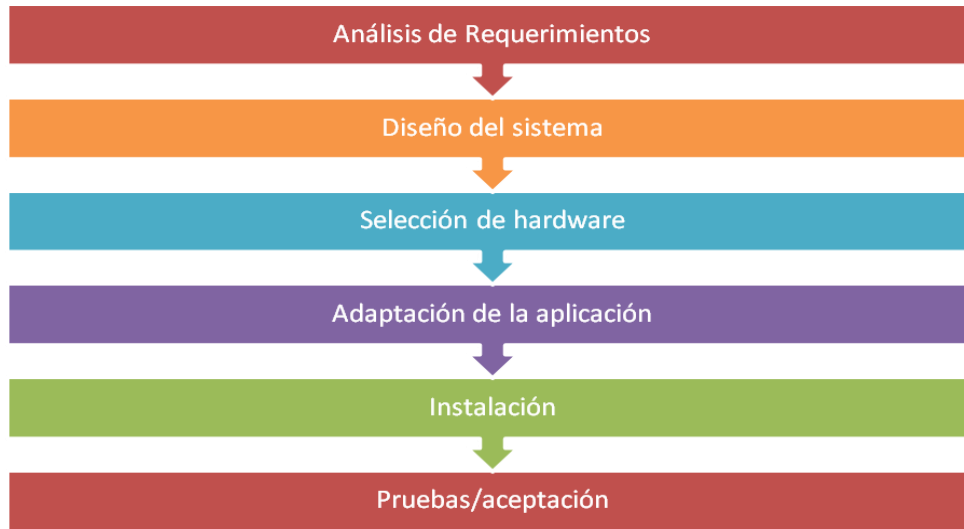 Análisis de Requerimientos
Diseño del sistema
Selección de hardware
Adaptación de la aplicación
Instalación
Pruebas/aceptación